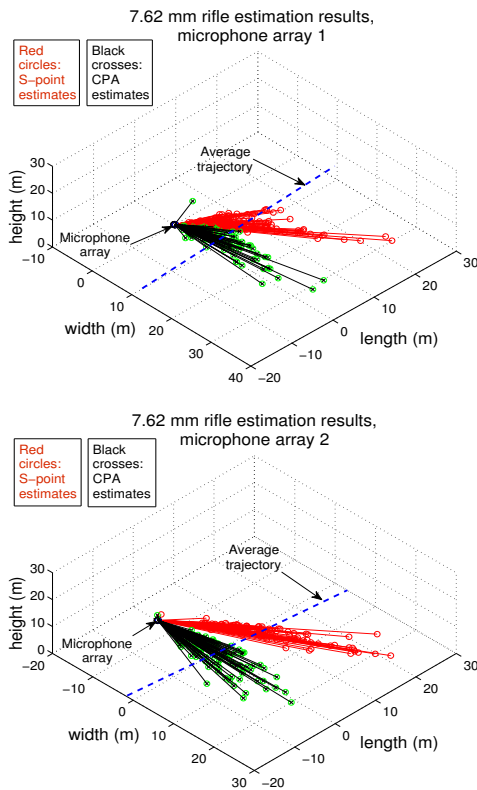 7.62 mm rifle estimation results,
microphone array 1
Red
circles:
S-point
estimates
Black
crosses:
CPA
estimates
Average
trajectory
Microphone
array
height (m)
30
20
10
0
−10
0
10
20
30
40
width (m)
−20
−10
0
10
20
30
length (m)
7.62 mm rifle estimation results,
microphone array 2
Red
circles:
S-point
estimates
Black
crosses:
CPA
estimates
Average
trajectory
Microphone
array
height (m)
30
20
10
0
−20
−10
0
10
20
30
width (m)
−20
−10
0
10
20
30
length (m)